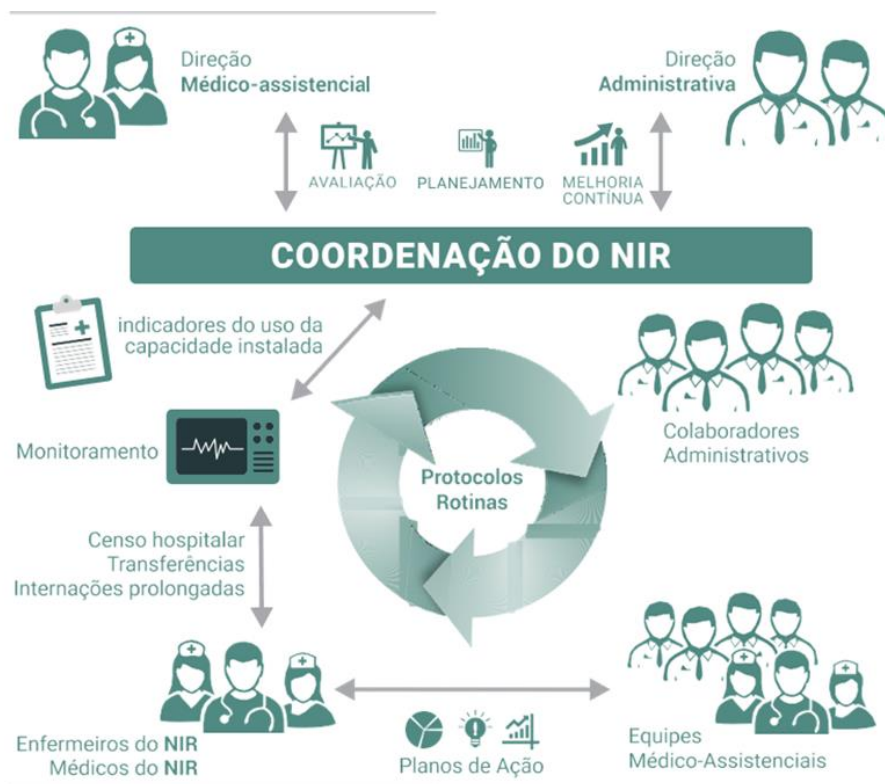 Direção
Médico-assistencial
Direção
Administrativa
AVALIAÇÃO
PLANEJAMENTO
MELHORIA
CONTÍNUA
COORDENAÇÃO DO NIR
indicadores do uso da
capacidade instalada
Colaboradores
Administrativos
Monitoramento
Protocolos
Rotinas
Censo hospitalar
Transferências
Internações prolongadas
Enfermeiros do NIR
Médicos do NIR
Planos de Ação
Equipes
Médico-Assistenciais